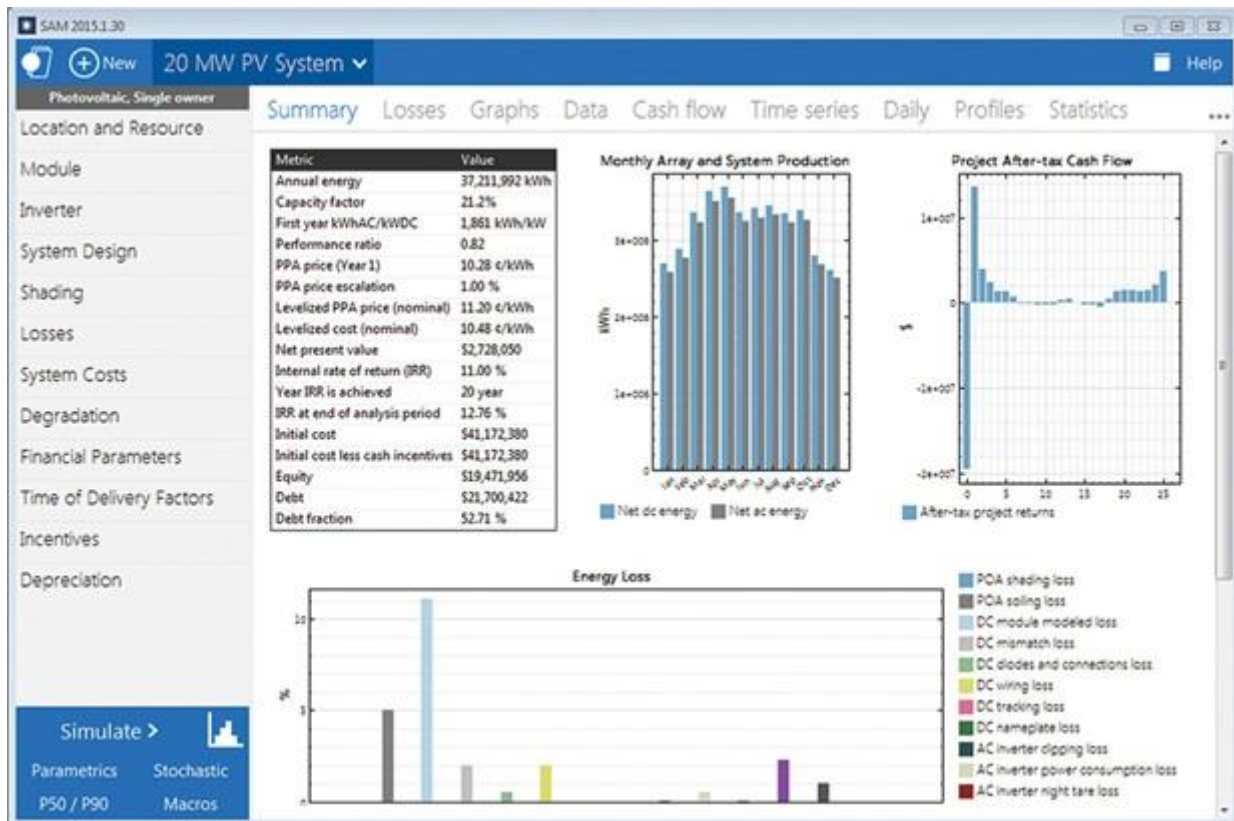 SAM 2015.1.30
New
20 MW PV System
Help
Photovoltaic, Single owner
Location and Resource
Module
Inverter
System Design
Shading
Losses
System Costs
Degradation
Financial Parameters
Time of Delivery Factors
Incentives
Depreciation
Simulate >
Parametrics Stochastic
P50 / P90 Macros
Summary Losses Graphs Data Cash flow Time series Daily Profiles Statistics ...
Metric Value
Annual energy 37,211,992 kWh
Capacity factor 21.2%
First year kWhAC/kWDC 1,861 kWh/kW
Performance ratio 0.82
PPA price (Year 1) 10.28 ¢/kWh
PPA price escalation 1.00 %
Levelized PPA price (nominal) 11.20 ¢/kWh
Levelized cost (nominal) 10.48 ¢/kWh
Net present value $2,728,050
Internal rate of return (IRR) 11.00 %
Year IRR is achieved 20 year
IRR at end of analysis period 12.76 %
Initial cost $41,172,380
Initial cost less cash incentives $41,172,380
Equity $19,471,956
Debt $21,700,422
Debt fraction 52.71 %
Monthly Array and System Production
kWh
3e+006
2e+006
1e+006
0
Jan Feb Mar Apr May Jun Jul Aug Sep Oct Nov Dec
Net dc energy Net ac energy
Project After-tax Cash Flow
$
1e+007
0
-1e+007
-2e+007
0 5 10 15 20 25
After-tax project returns
Energy Loss
%
10
5
0
POA shading loss
POA soiling loss
DC module modeled loss
DC mismatch loss
DC diodes and connections loss
DC wiring loss
DC tracking loss
DC nameplate loss
AC inverter clipping loss
AC inverter power consumption loss
AC inverter night tare loss